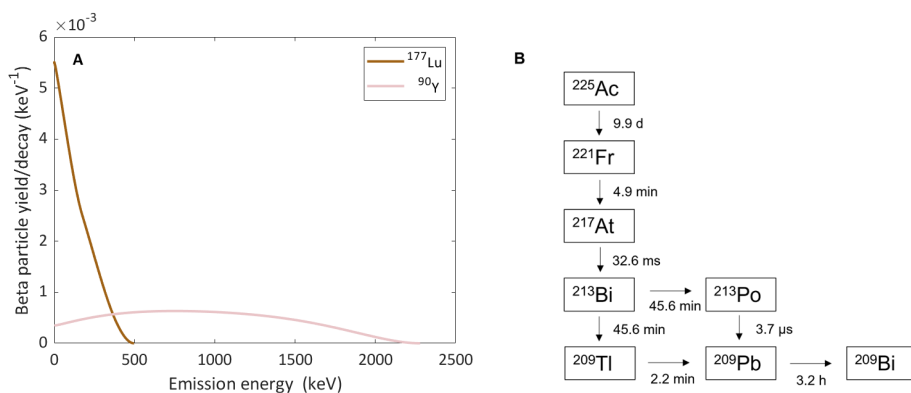 ×10⁻³
6
5
4
3
2
1
0
Beta particle yield/decay (keV⁻¹)
A
¹⁷⁷Lu
⁹⁰Y
0 500 1000 1500 2000 2500
Emission energy (keV)
B
²²⁵Ac
9.9 d
²²¹Fr
4.9 min
²¹⁷At
32.6 ms
²¹³Bi
45.6 min
²¹³Po
45.6 min
3.7 µs
²⁰⁹Tl
2.2 min
²⁰⁹Pb
3.2 h
²⁰⁹Bi